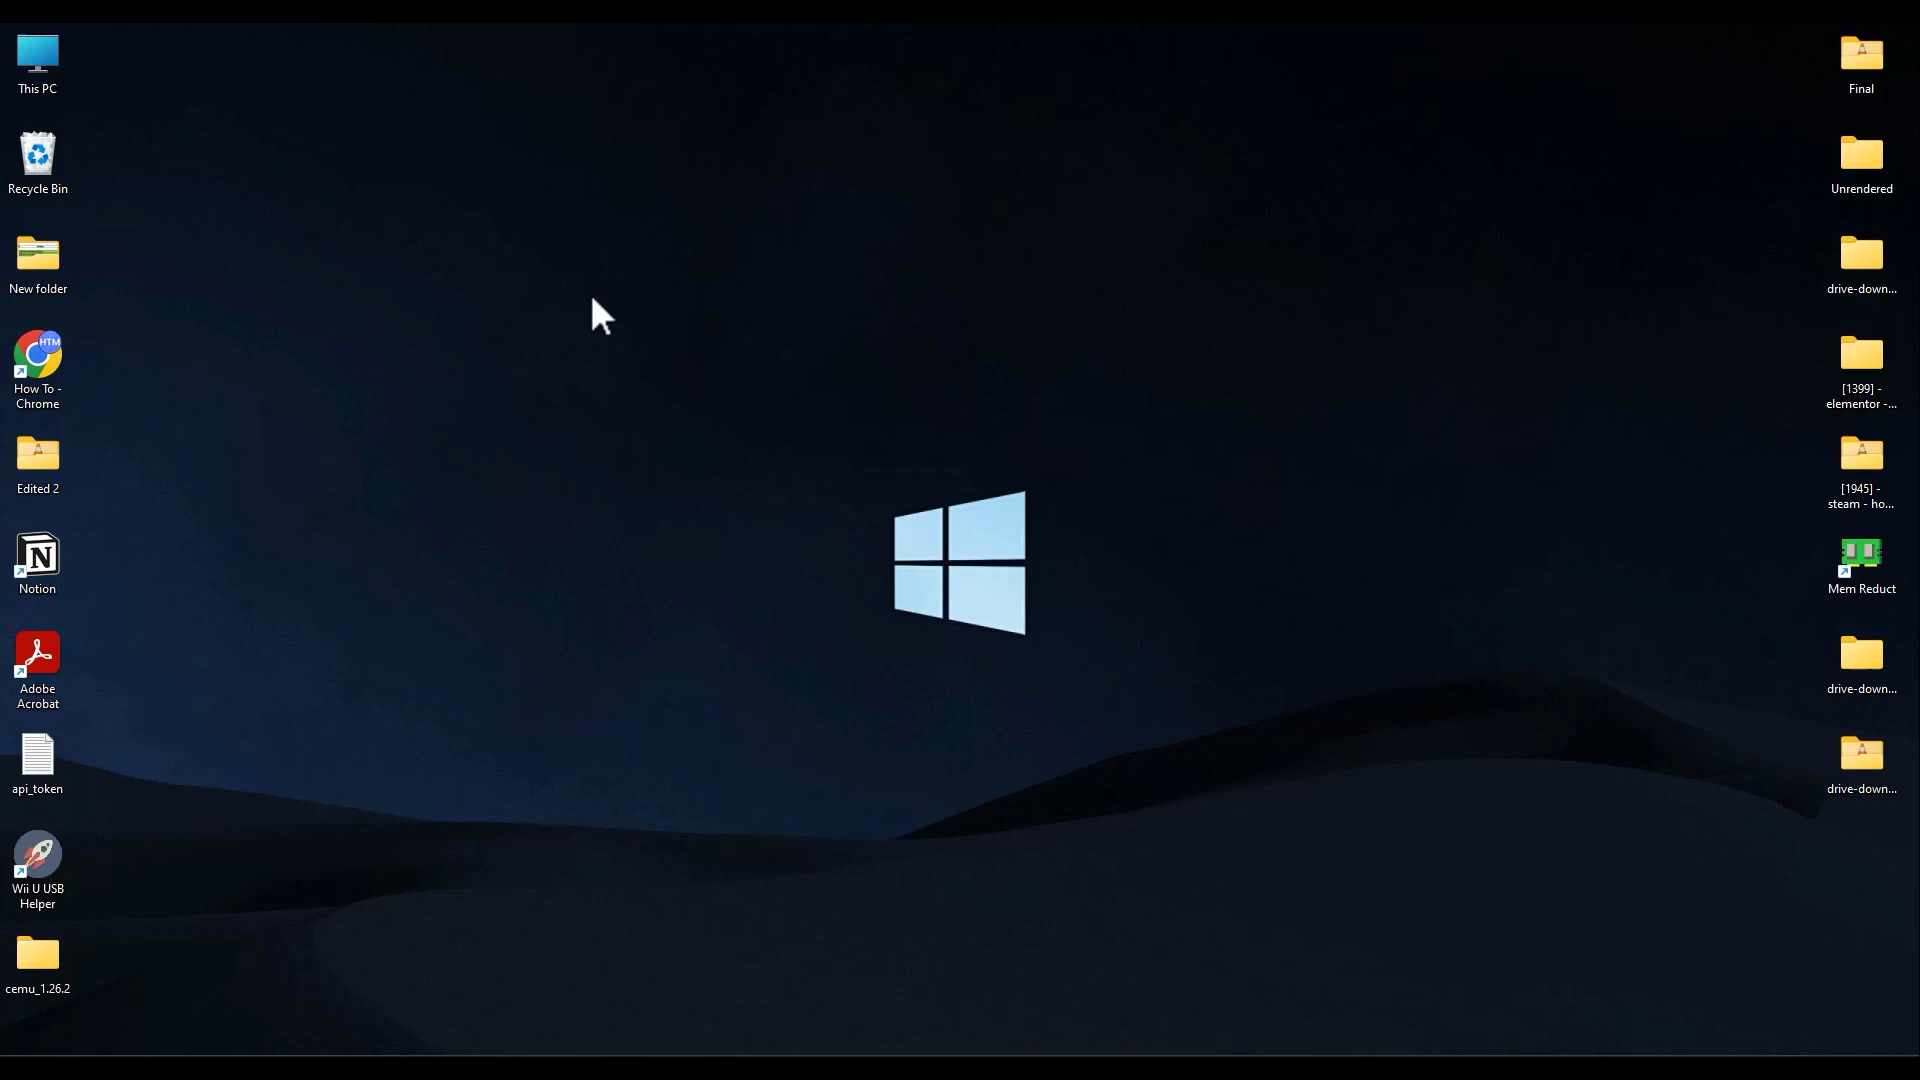 This PC
Recycle Bin
New folder
HTM
How To -
Chrome
Edited 2
N
Notion
Adobe
Acrobat
api_token
Wii U USB
Helper
cemu_1.26.2
Final
Unrendered
drive-down...
[1399] -
elementor -...
[1945] -
steam - ho...
Mem Reduct
drive-down...
drive-down...